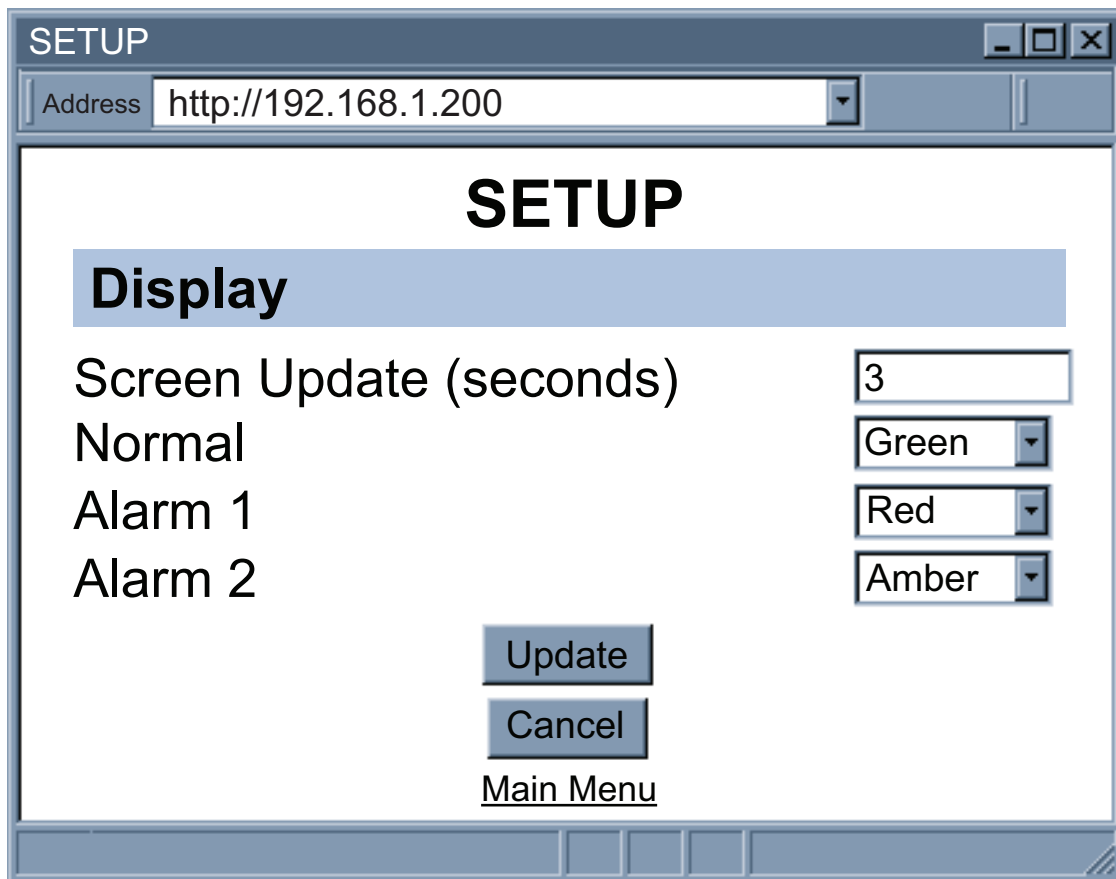 SETUP
Address http://192.168.1.200
SETUP
Display
Screen Update (seconds) 3
Normal Green
Alarm 1 Red
Alarm 2 Amber
Update
Cancel
Main Menu